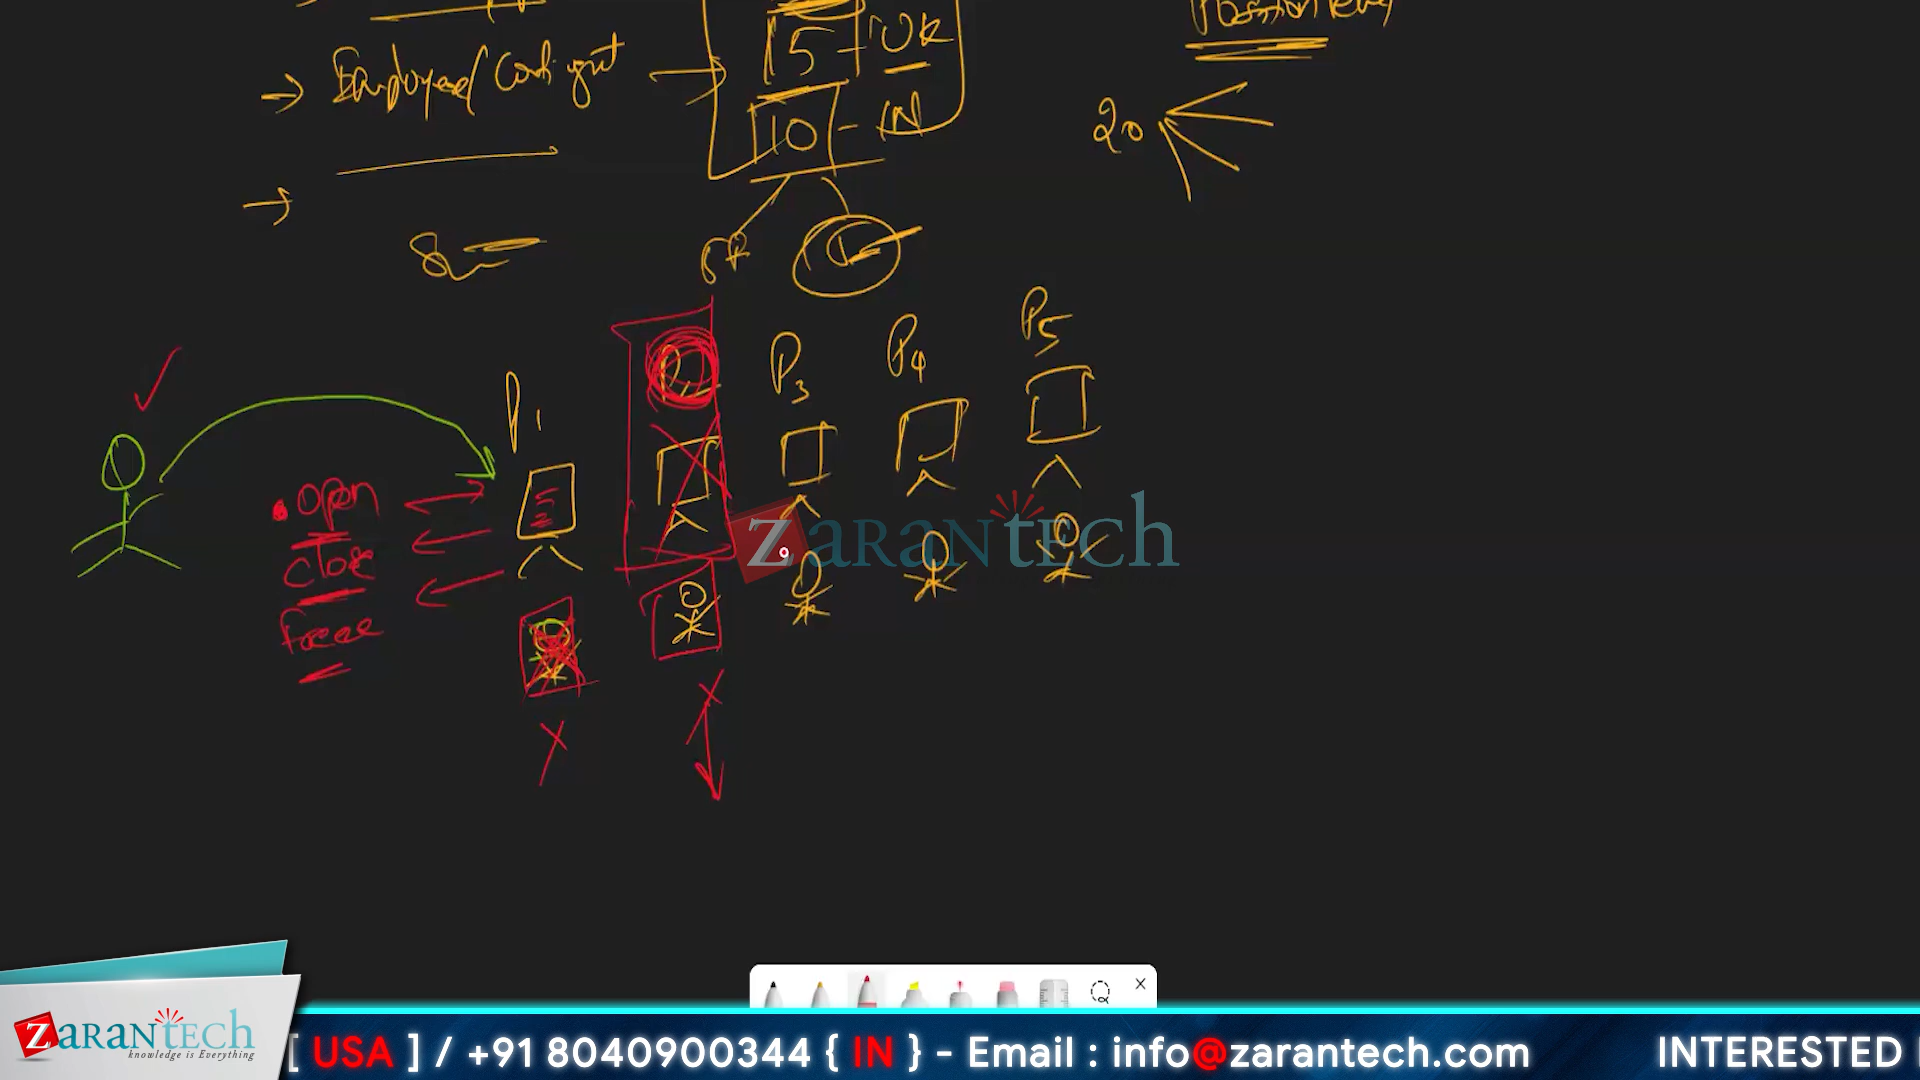 → Employee/Contingent →
15 - UK
10 - IN
20
→
P1
P3
P4
P5
. open
close
freeze
ZARANTECH
ZARANTECH
knowledge is Everything
[ USA ] / +91 8040900344 { IN } - Email : info@zarantech.com
INTERESTED